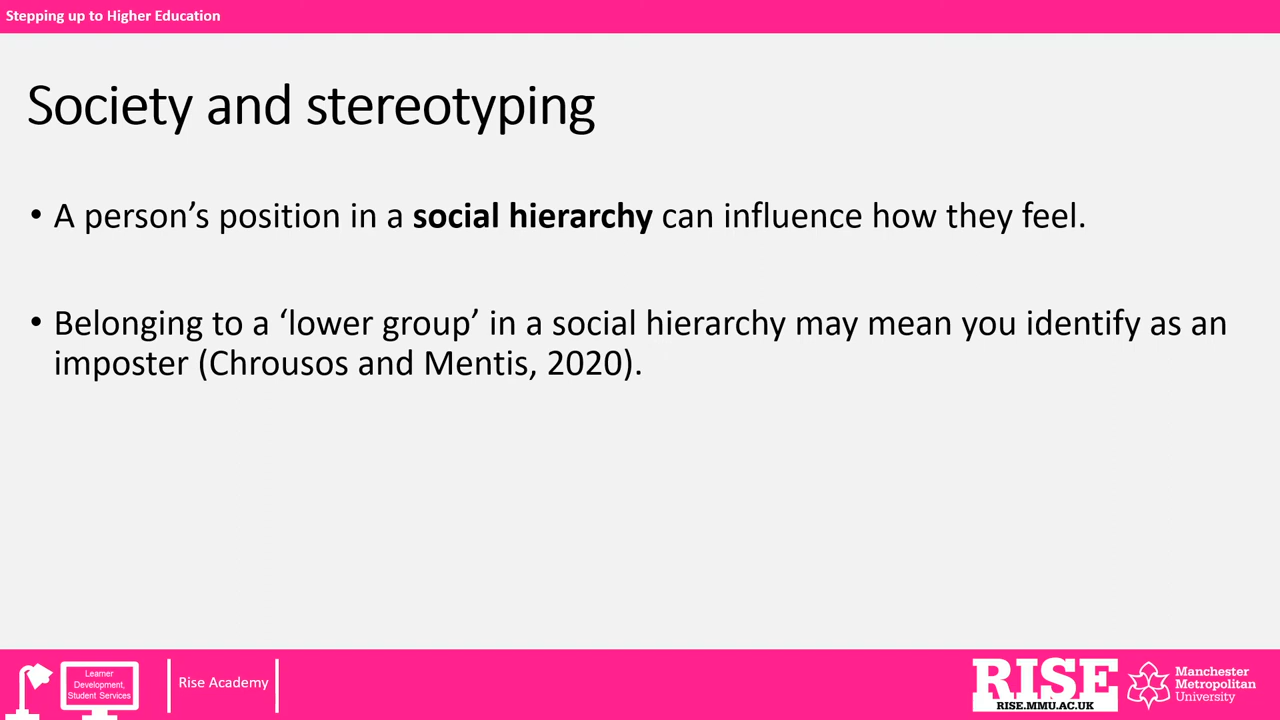 Stepping up to Higher Education
Society and stereotyping
• A person’s position in a social hierarchy can influence how they feel.
• Belonging to a ‘lower group’ in a social hierarchy may mean you identify as an
imposter (Chrousos and Mentis, 2020).
Learner
Development,
Student Services
Rise Academy
RISE
RISE.MMU.AC.UK
Manchester
Metropolitan
University